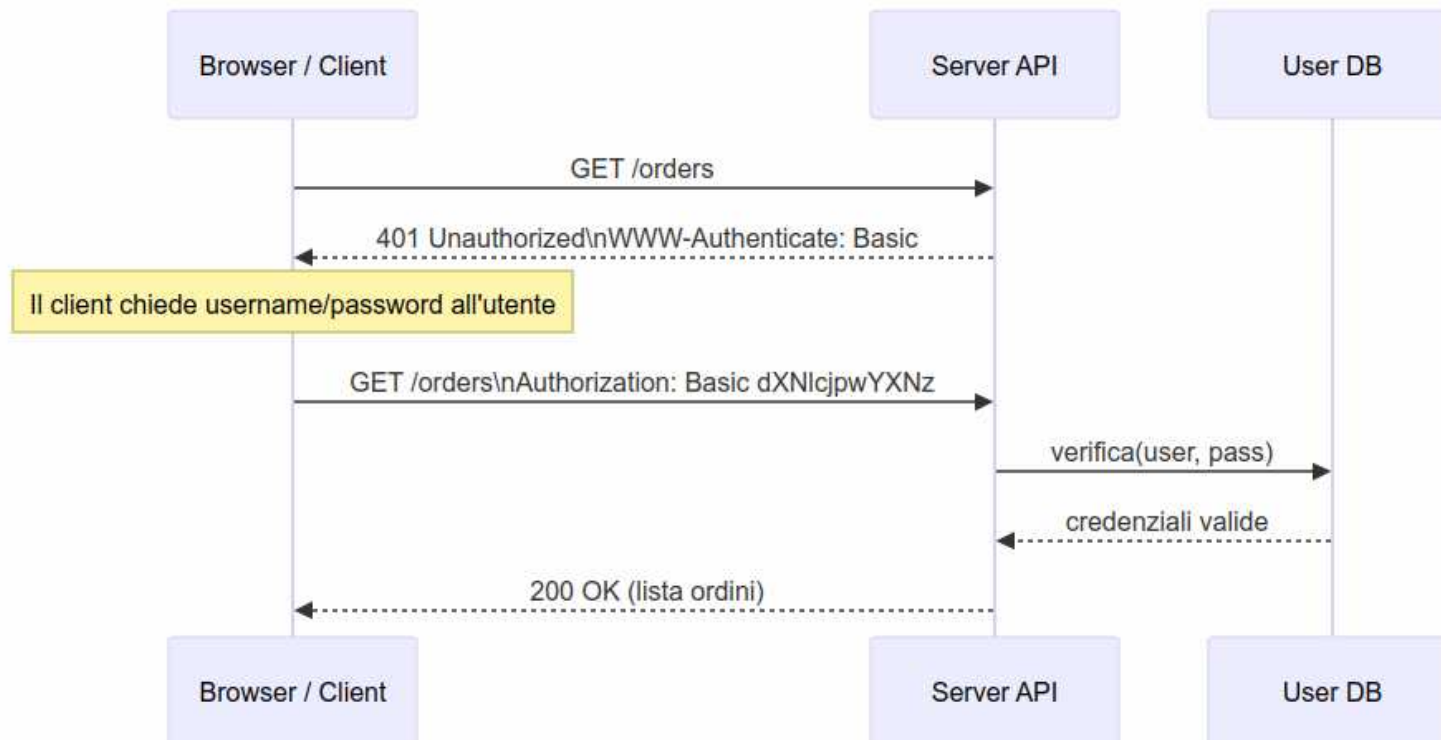 Browser / Client
Server API
User DB
GET /orders
401 Unauthorized\nWWW-Authenticate: Basic
Il client chiede username/password all'utente
GET /orders\nAuthorization: Basic dXNlcjpwYXNz
verifica(user, pass)
credenziali valide
200 OK (lista ordini)
Browser / Client
Server API
User DB